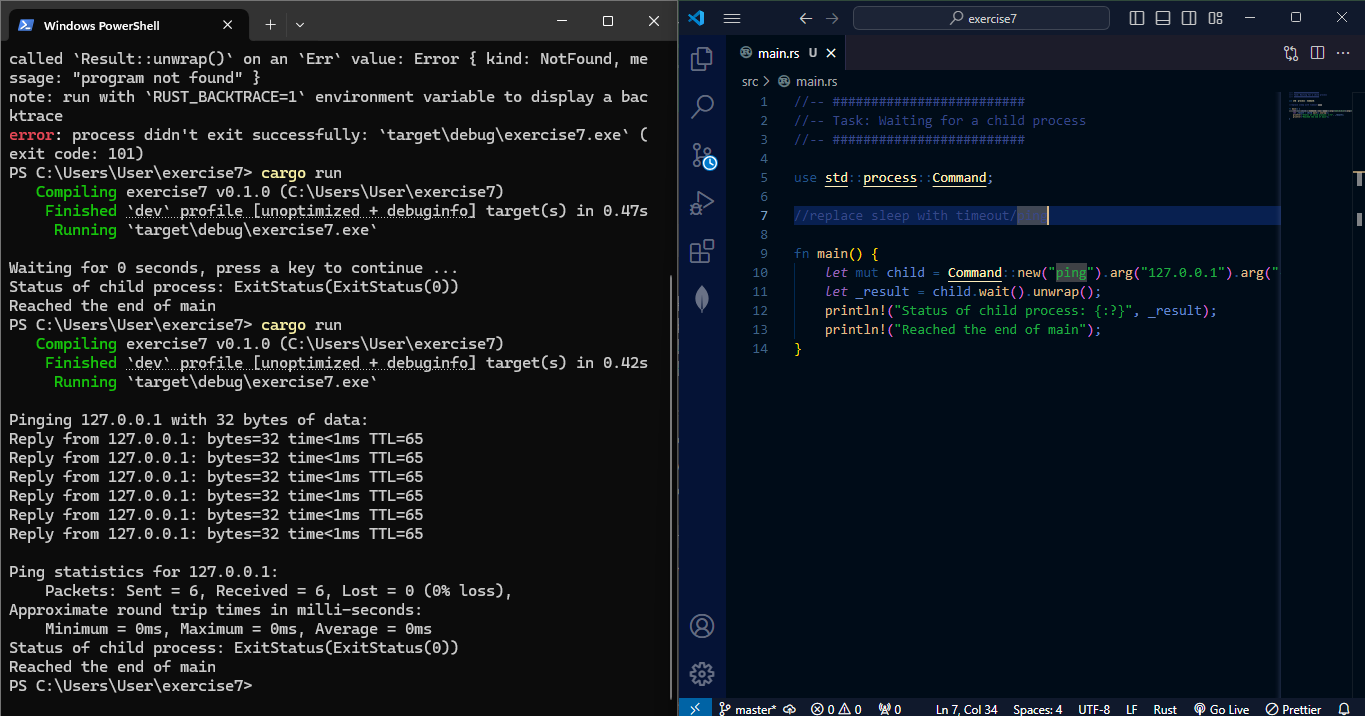 Windows PowerShell
called `Result::unwrap()` on an `Err` value: Error { kind: NotFound, me
ssage: "program not found" }
note: run with `RUST_BACKTRACE=1` environment variable to display a bac
ktrace
error: process didn't exit successfully: `target\debug\exercise7.exe` (
exit code: 101)
PS C:\Users\User\exercise7> cargo run
Compiling exercise7 v0.1.0 (C:\Users\User\exercise7)
Finished `dev` profile [unoptimized + debuginfo] target(s) in 0.47s
Running `target\debug\exercise7.exe`
Waiting for 0 seconds, press a key to continue ...
Status of child process: ExitStatus(ExitStatus(0))
Reached the end of main
PS C:\Users\User\exercise7> cargo run
Compiling exercise7 v0.1.0 (C:\Users\User\exercise7)
Finished `dev` profile [unoptimized + debuginfo] target(s) in 0.42s
Running `target\debug\exercise7.exe`
Pinging 127.0.0.1 with 32 bytes of data:
Reply from 127.0.0.1: bytes=32 time<1ms TTL=65
Reply from 127.0.0.1: bytes=32 time<1ms TTL=65
Reply from 127.0.0.1: bytes=32 time<1ms TTL=65
Reply from 127.0.0.1: bytes=32 time<1ms TTL=65
Reply from 127.0.0.1: bytes=32 time<1ms TTL=65
Reply from 127.0.0.1: bytes=32 time<1ms TTL=65
Ping statistics for 127.0.0.1:
Packets: Sent = 6, Received = 6, Lost = 0 (0% loss),
Approximate round trip times in milli-seconds:
Minimum = 0ms, Maximum = 0ms, Average = 0ms
Status of child process: ExitStatus(ExitStatus(0))
Reached the end of main
PS C:\Users\User\exercise7>
exercise7
main.rs U
src > main.rs
1 //-- #########################
2 //-- Task: Waiting for a child process
3 //-- #########################
4
5 use std::process::Command;
6
7 //replace sleep with timeout/
8
9 fn main() {
10 let mut child = Command::new("ping").arg("127.0.0.1").arg("
11 let _result = child.wait().unwrap();
12 println!("Status of child process: {:?}", _result);
13 println!("Reached the end of main");
14 }
master* 0 0 0 Ln 7, Col 34 Spaces: 4 UTF-8 LF Rust Go Live Prettier